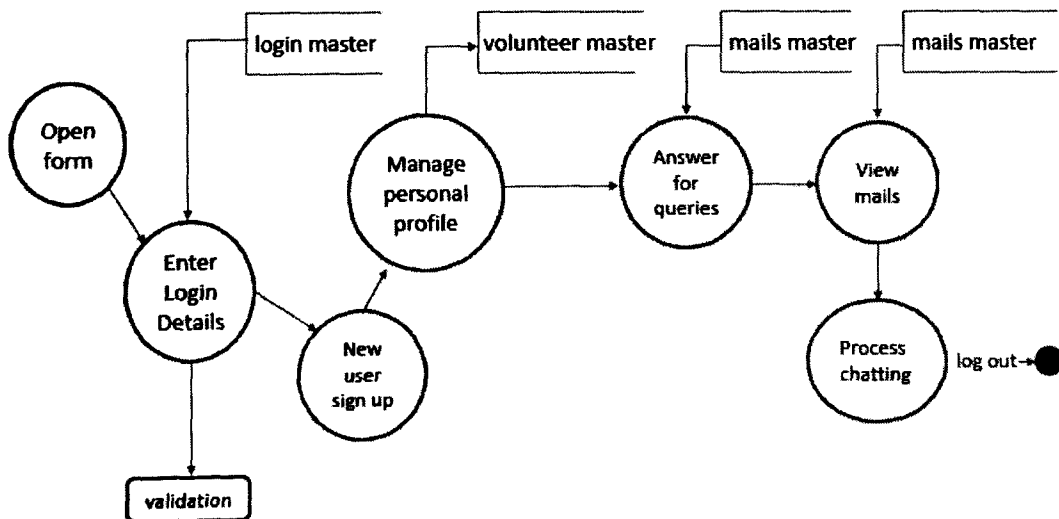 login master
volunteer master
mails master
mails master
Open
form
Enter
Login
Details
New
user
sign up
Manage
personal
profile
Answer
for
queries
View
mails
Process
chatting
log out
validation